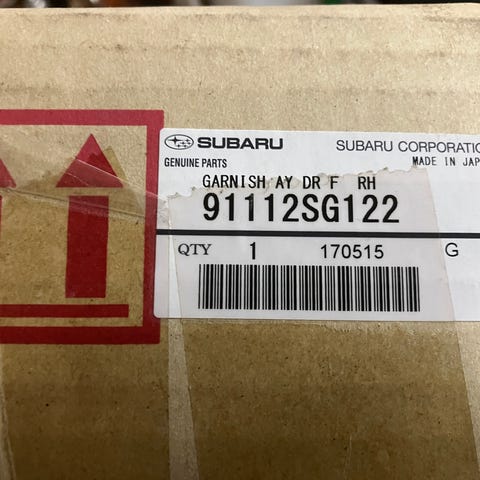 SUBARU SUBARU CORPORATIO
GENUINE PARTS MADE IN JAP
GARNISH AY DR F RH
91112SG122
QTY 1 170515 G